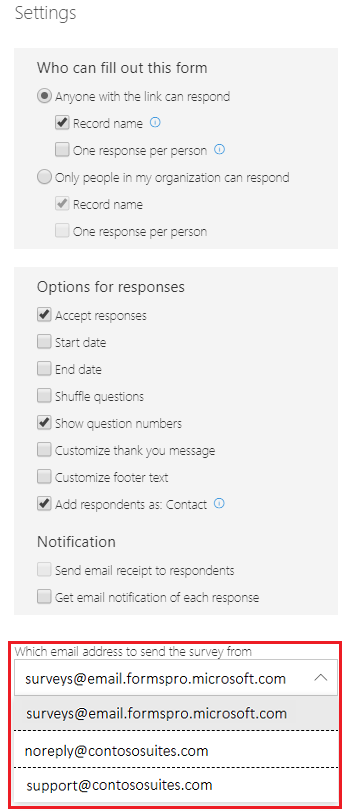 Settings
Who can fill out this form
Anyone with the link can respond
Record name
One response per person
Only people in my organization can respond
Record name
One response per person
Options for responses
Accept responses
Start date
End date
Shuffle questions
Show question numbers
Customize thank you message
Customize footer text
Add respondents as: Contact
Notification
Send email receipt to respondents
Get email notification of each response
Which email address to send the survey from
surveys@email.formspro.microsoft.com
surveys@email.formspro.microsoft.com
noreply@contososuites.com
support@contososuites.com